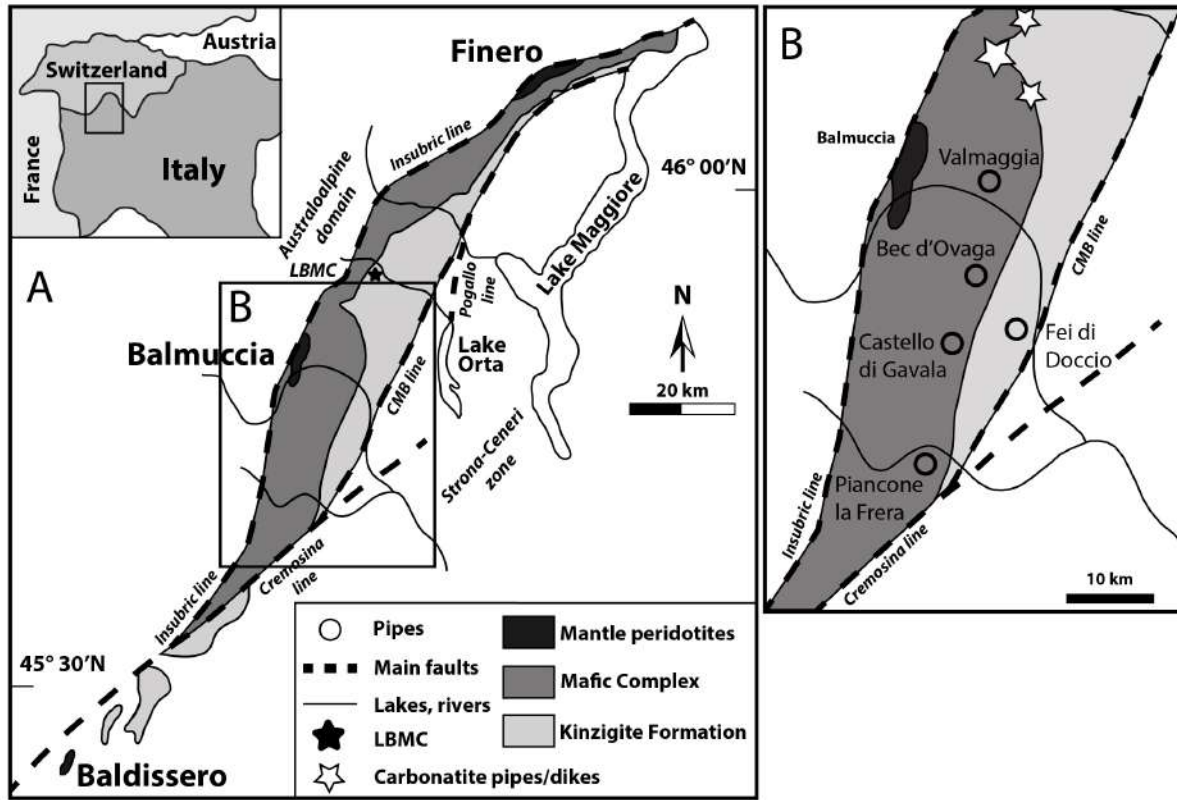 Austria
Switzerland
France
Italy
A
Finero
Insubric line
46° 00'N
Australoalpine
domain
Lake Maggiore
LBMC
Pogallo
line
B
N
Balmuccia
Lake
Orta
CMB line
20 km
Strona-Ceneri
zone
Insubric line
Cremosina
line
45° 30'N
Baldissero
Pipes
Main faults
Lakes, rivers
LBMC
Carbonatite pipes/dikes
Mantle peridotites
Mafic Complex
Kinzigite Formation
B
Balmuccia
Valmaggia
Bec d'Ovaga
CMB line
Castello
di Gavala
Fei di
Doccio
Piancone
la Frera
Insubric line
Cremosina line
10 km